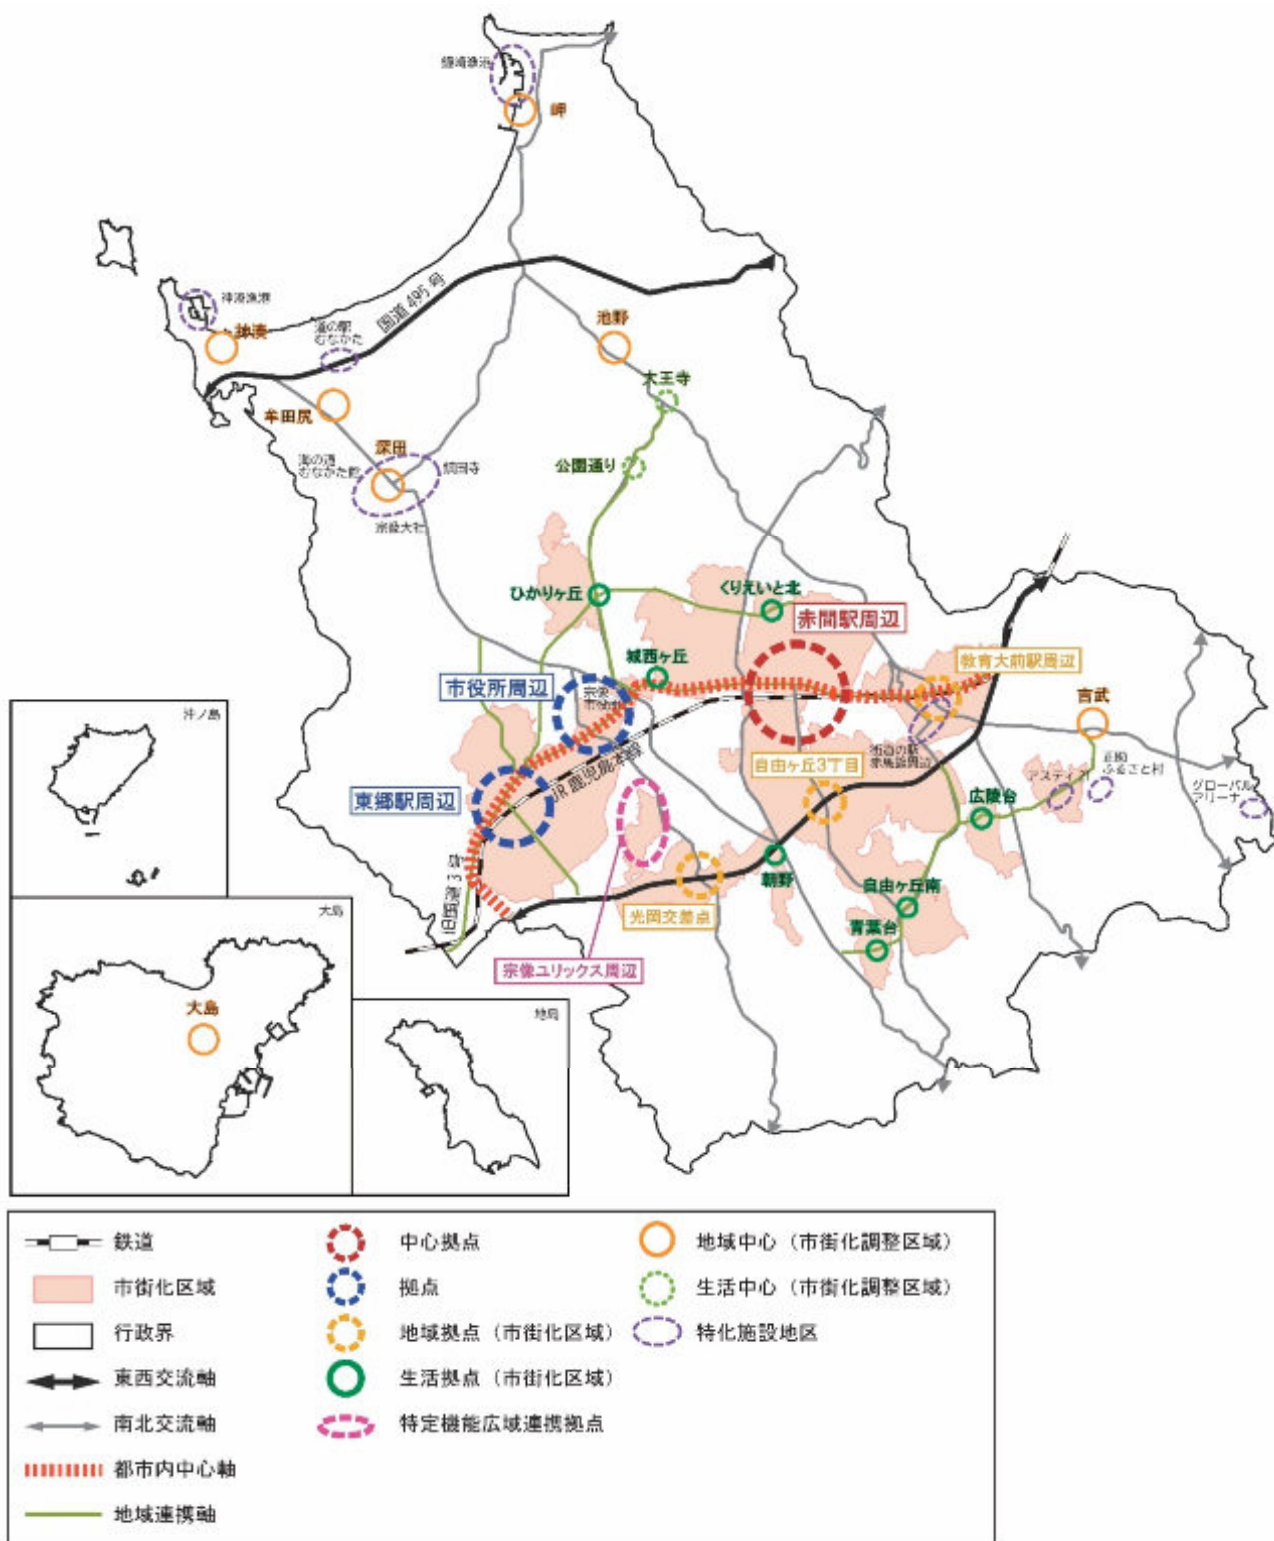 鐘崎漁港
岬
神湊漁港
神湊
道の駅
むなかた
国道495号
池野
大王寺
牟田尻
深田
海の道
むなかた館
鎮国寺
宗像大社
公園通り
ひかりヶ丘
くりえいと北
赤間駅周辺
城西ヶ丘
教育大前駅周辺
市役所周辺
宗像
市役所
吉武
沖ノ島
JR鹿児島本線
自由ヶ丘3丁目
街道の駅
赤馬館周辺
正助
ふるさと村
アスティ
グローバル
アリーナ
東郷駅周辺
広陵台
旧国道3号
朝野
自由ヶ丘南
光岡交差点
青葉台
宗像ユリックス周辺
大島
大島
地島
鉄道
市街化区域
行政界
東西交流軸
南北交流軸
都市内中心軸
地域連携軸
中心拠点
拠点
地域拠点（市街化区域）
生活拠点（市街化区域）
特定機能広域連携拠点
地域中心（市街化調整区域）
生活中心（市街化調整区域）
特化施設地区